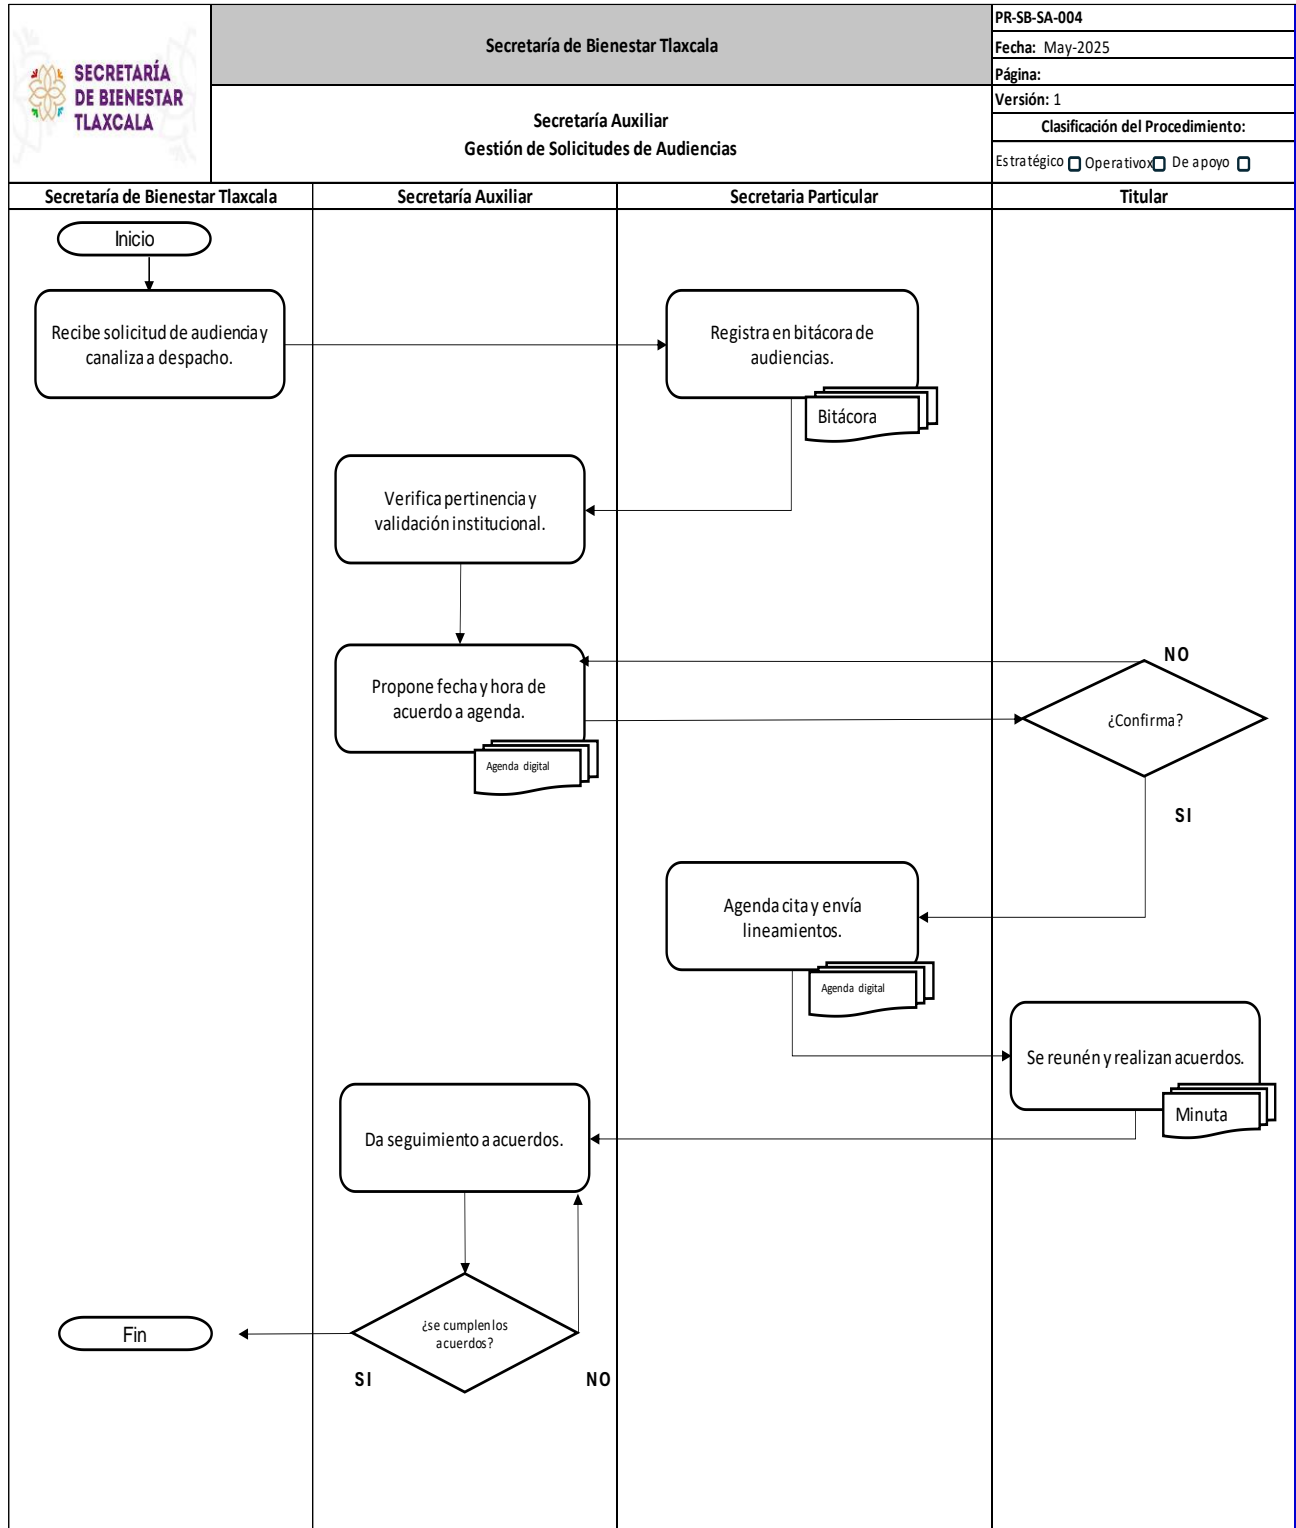 SECRETARÍA
DE BIENESTAR
TLAXCALA
Secretaría de Bienestar Tlaxcala
Secretaría Auxiliar
Gestión de Solicitudes de Audiencias
PR-SB-SA-004
Fecha: May-2025
Página:
Versión: 1
Clasificación del Procedimiento:
Estratégico Operativox De apoyo
Secretaría de Bienestar Tlaxcala
Secretaría Auxiliar
Secretaria Particular
Titular
Inicio
Recibe solicitud de audiencia y
canaliza a despacho.
Registra en bitácora de
audiencias.
Bitácora
Verifica pertinencia y
validación institucional.
Propone fecha y hora de
acuerdo a agenda.
Agenda digital
NO
¿Confirma?
SI
Agenda cita y envía
lineamientos.
Agenda digital
Se reunén y realizan acuerdos.
Minuta
Da seguimiento a acuerdos.
¿se cumplen los
acuerdos?
SI
NO
Fin